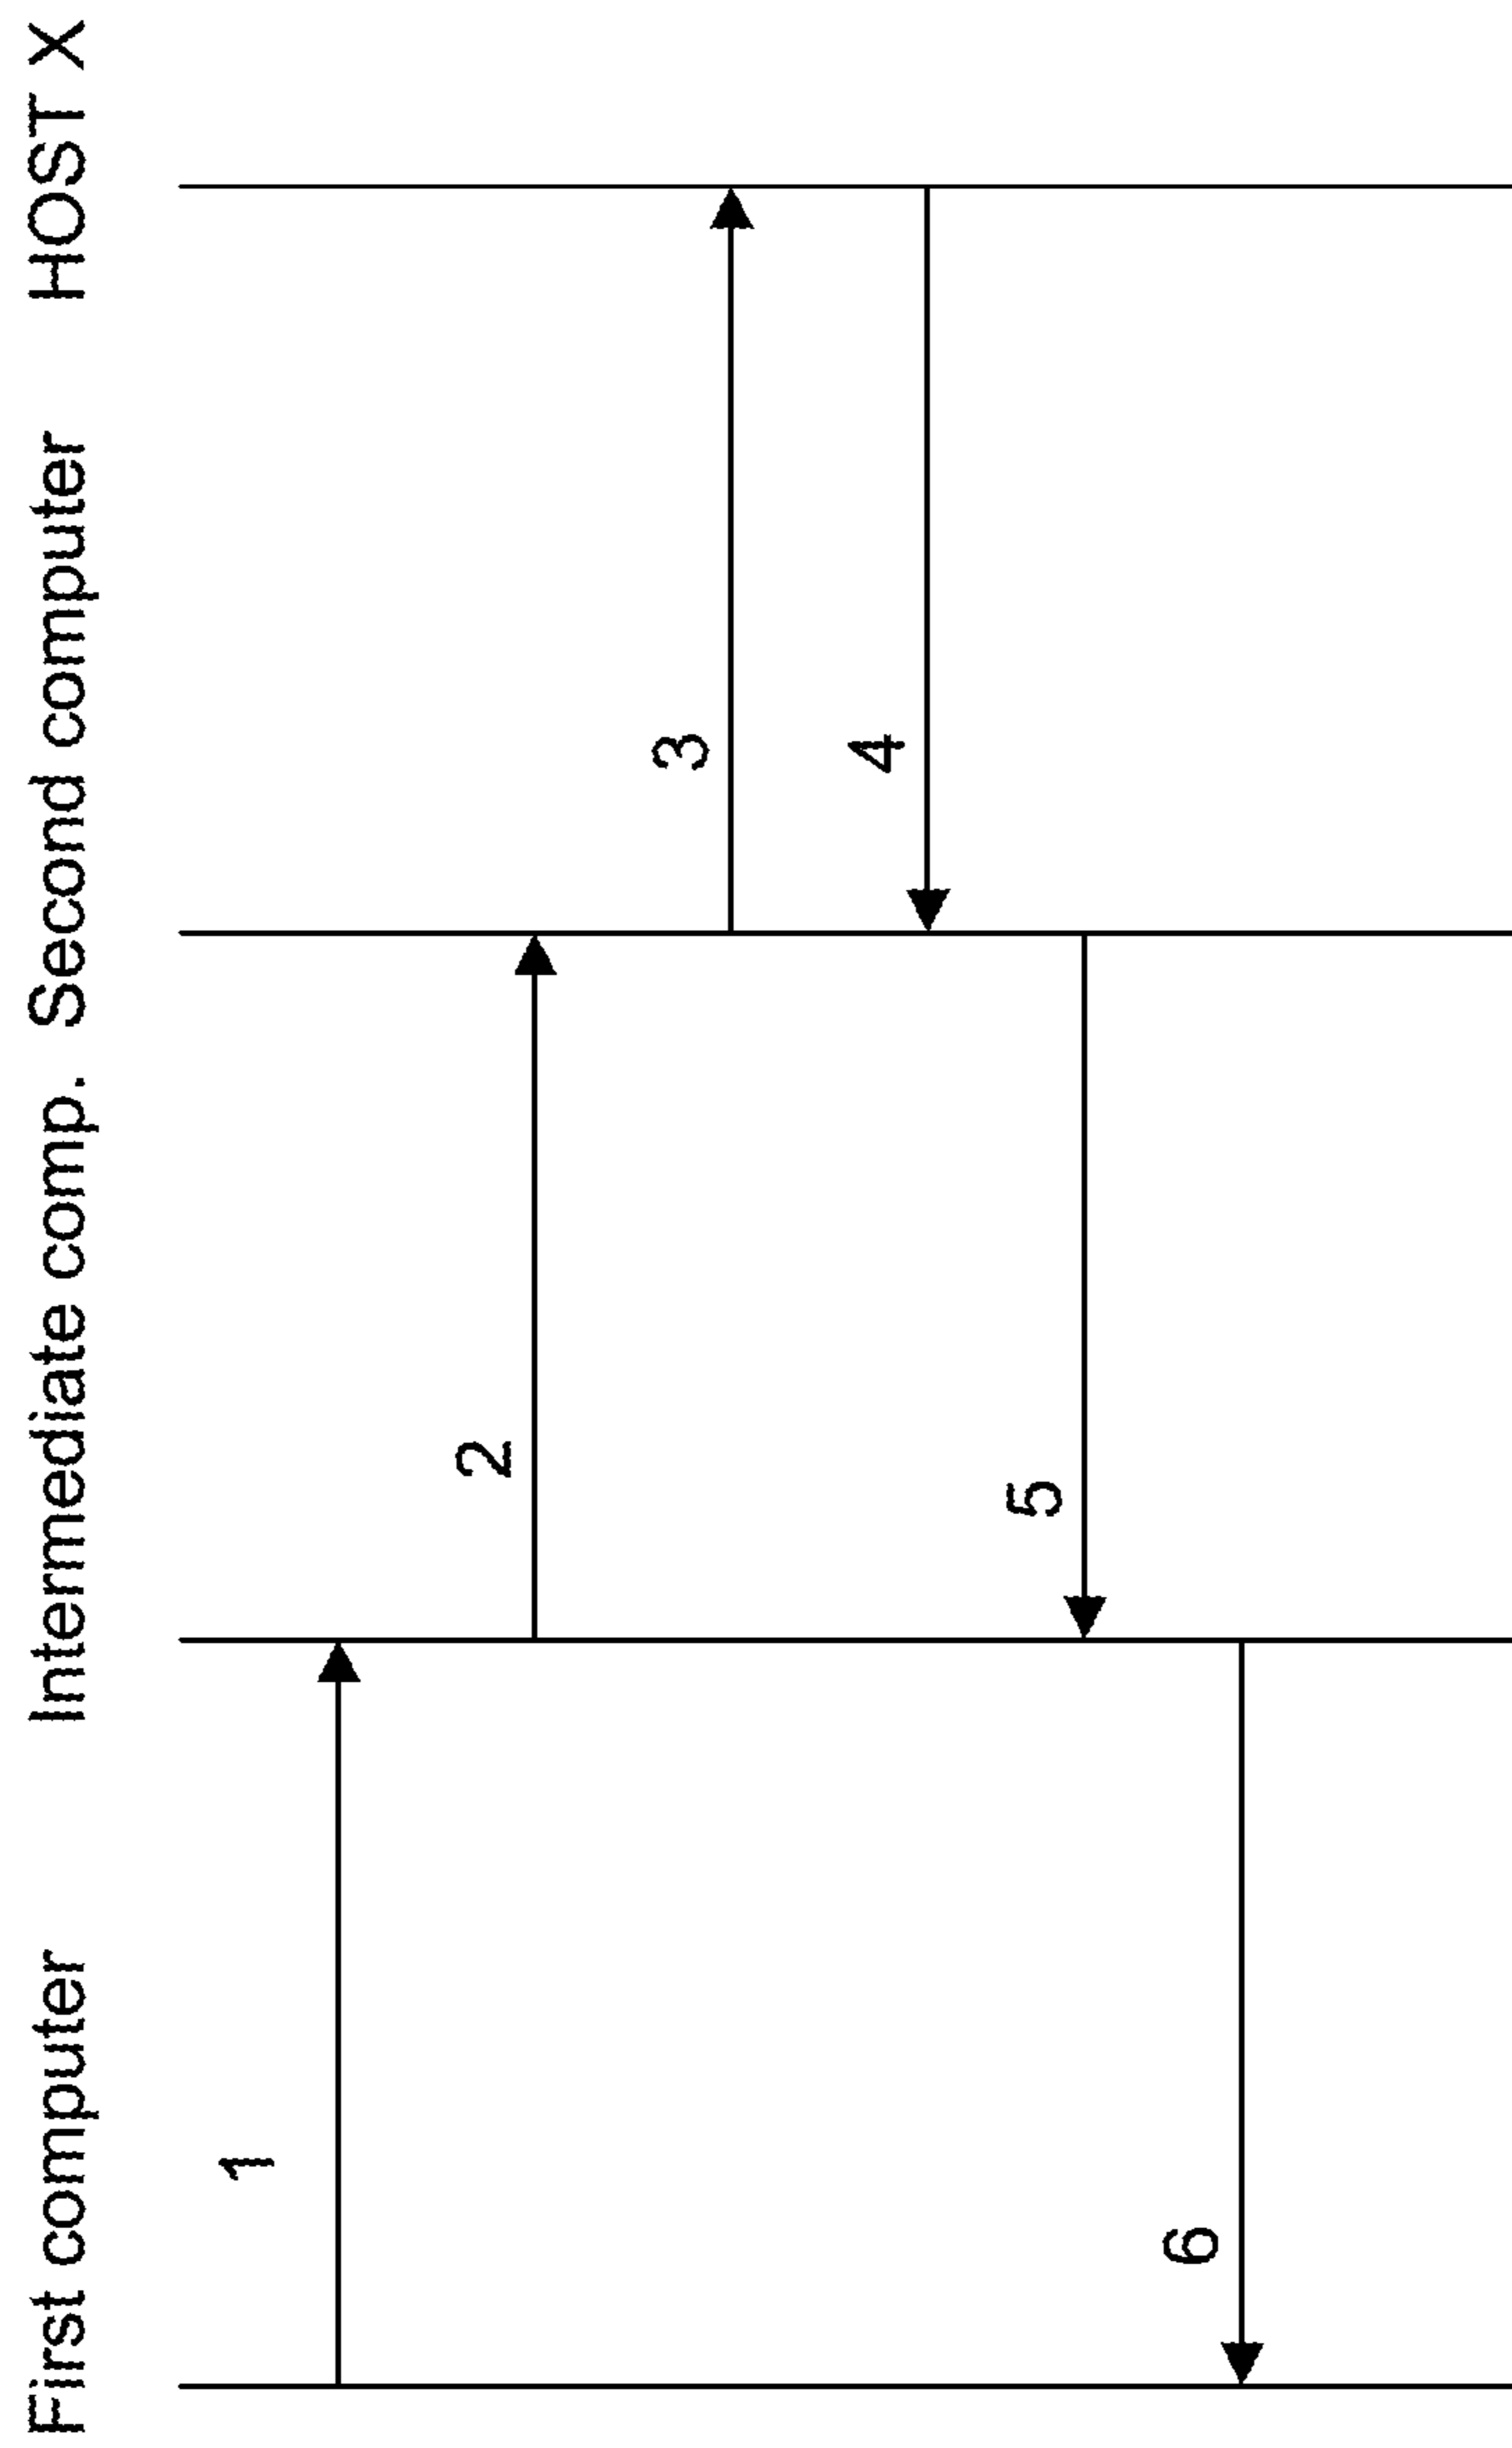 First computer
Intermediate comp.
Second computer
HOST X
1
2
3
4
5
6